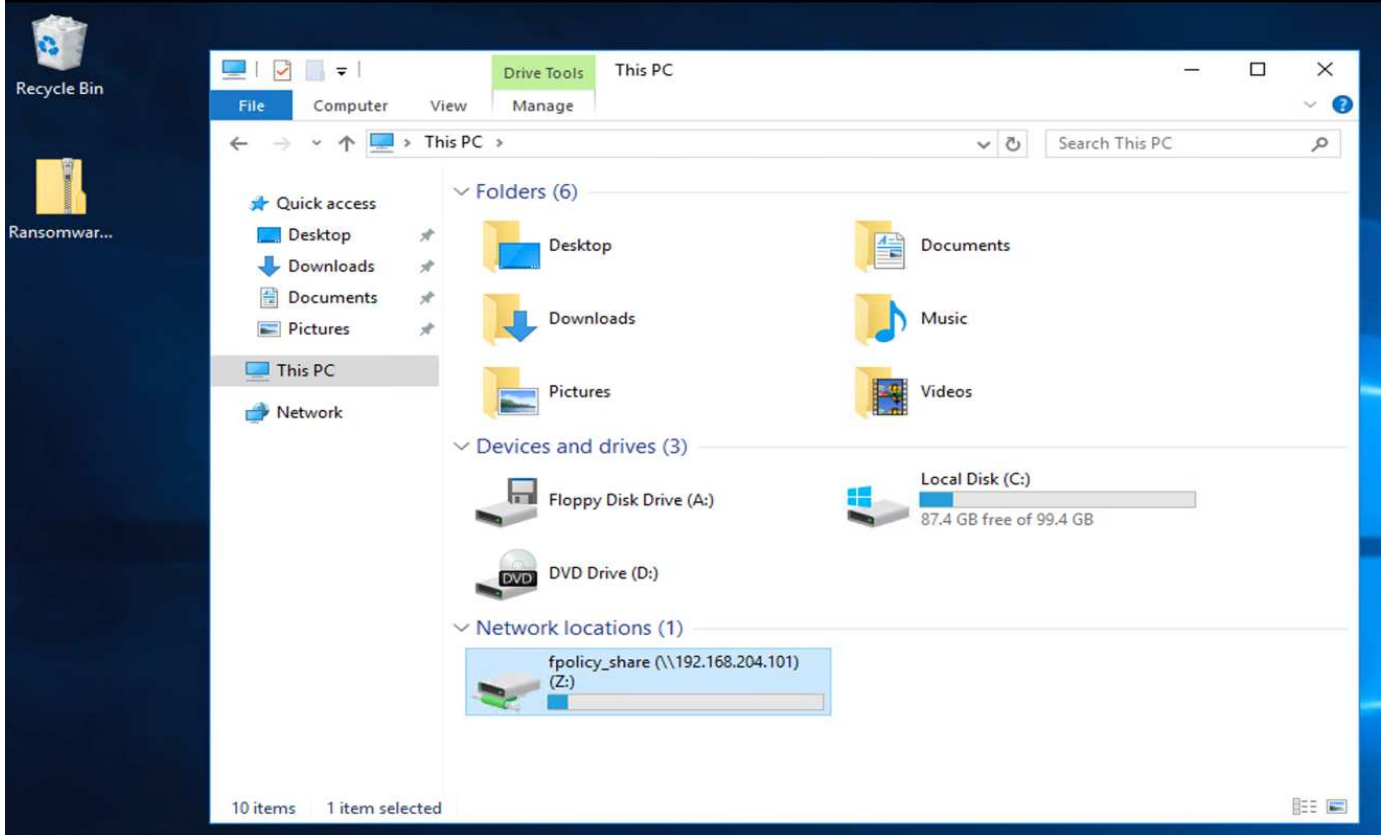 Recycle Bin
Ransomwar...
Drive Tools
This PC
File
Computer
View
Manage
This PC
Search This PC
Quick access
Desktop
Downloads
Documents
Pictures
This PC
Network
Folders (6)
Desktop
Documents
Downloads
Music
Pictures
Videos
Devices and drives (3)
Floppy Disk Drive (A:)
Local Disk (C:)
87.4 GB free of 99.4 GB
DVD
DVD Drive (D:)
Network locations (1)
fpolicy_share (\\192.168.204.101)
(Z:)
10 items
1 item selected